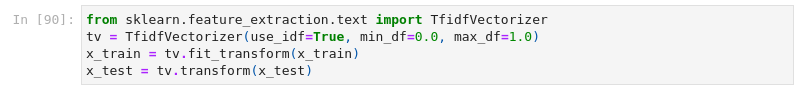 In [90]: from sklearn.feature_extraction.text import TfidfVectorizer
tv = TfidfVectorizer(use_idf=True, min_df=0.0, max_df=1.0)
x_train = tv.fit_transform(x_train)
x_test = tv.transform(x_test)